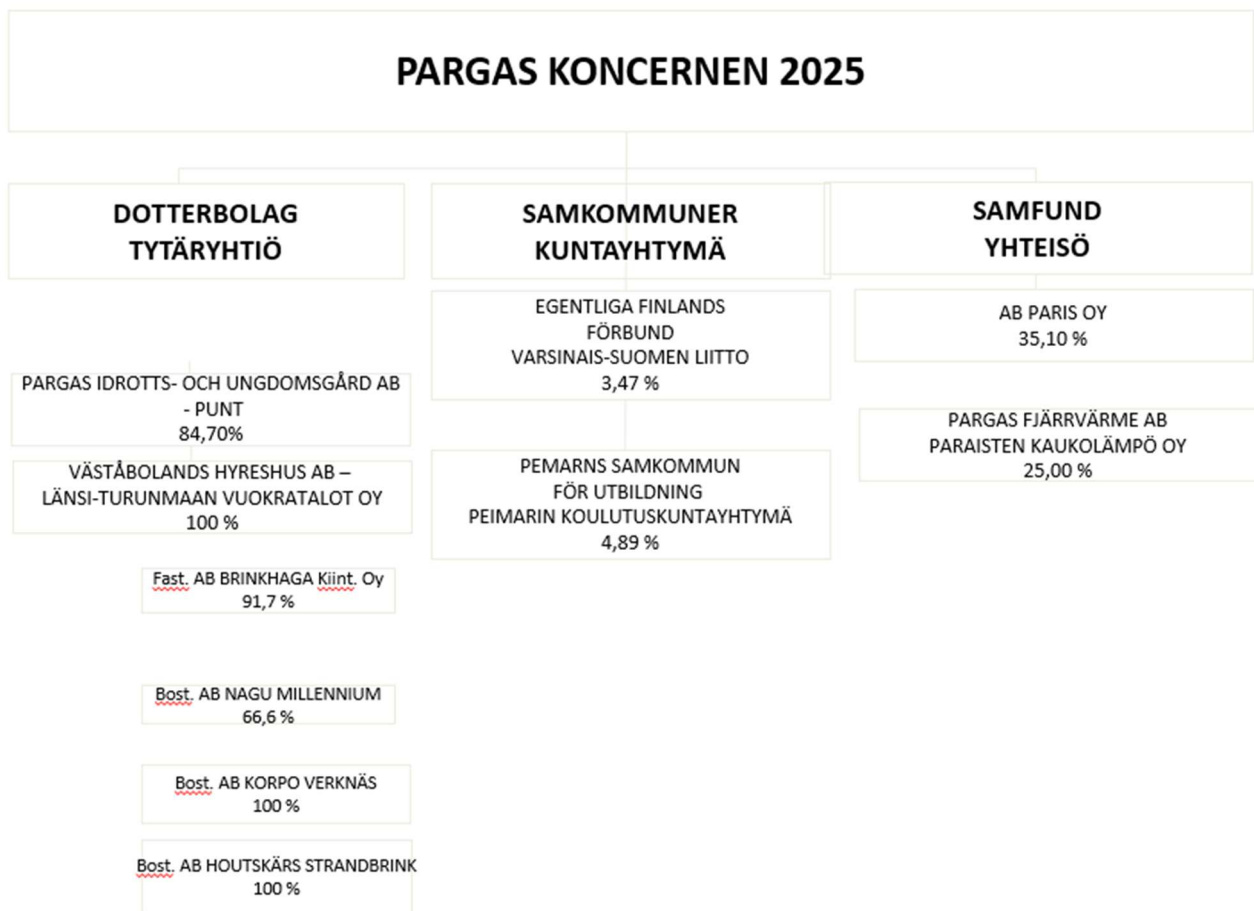 PARGAS KONCERNEN 2025
DOTTERBOLAG
TYTÄRYHTIÖ
PARGAS IDROTTS- OCH UNGDOMSGÅRD AB
- PUNT
84,70%
VÄSTÅBOLANDS HYRESHUS AB –
LÄNSI-TURUNMAAN VUOKRATALOT OY
100 %
Fast. AB BRINKHAGA Kiint. Oy
91,7 %
Bost. AB NAGU MILLENNIUM
66,6 %
Bost. AB KORPO VERKNÄS
100 %
Bost. AB HOUTSKÄRS STRANDBRINK
100 %
SAMKOMMUNER
KUNTAYHTYMÄ
EGENTLIGA FINLANDS
FÖRBUND
VARSINAIS-SUOMEN LIITTO
3,47 %
PEMARNS SAMKOMMUN
FÖR UTBILDNING
PEIMARIN KOULUTUSKUNTAYHTYMÄ
4,89 %
SAMFUND
YHTEISÖ
AB PARIS OY
35,10 %
PARGAS FJÄRRVÄRME AB
PARAISTEN KAUKOLÄMPÖ OY
25,00 %